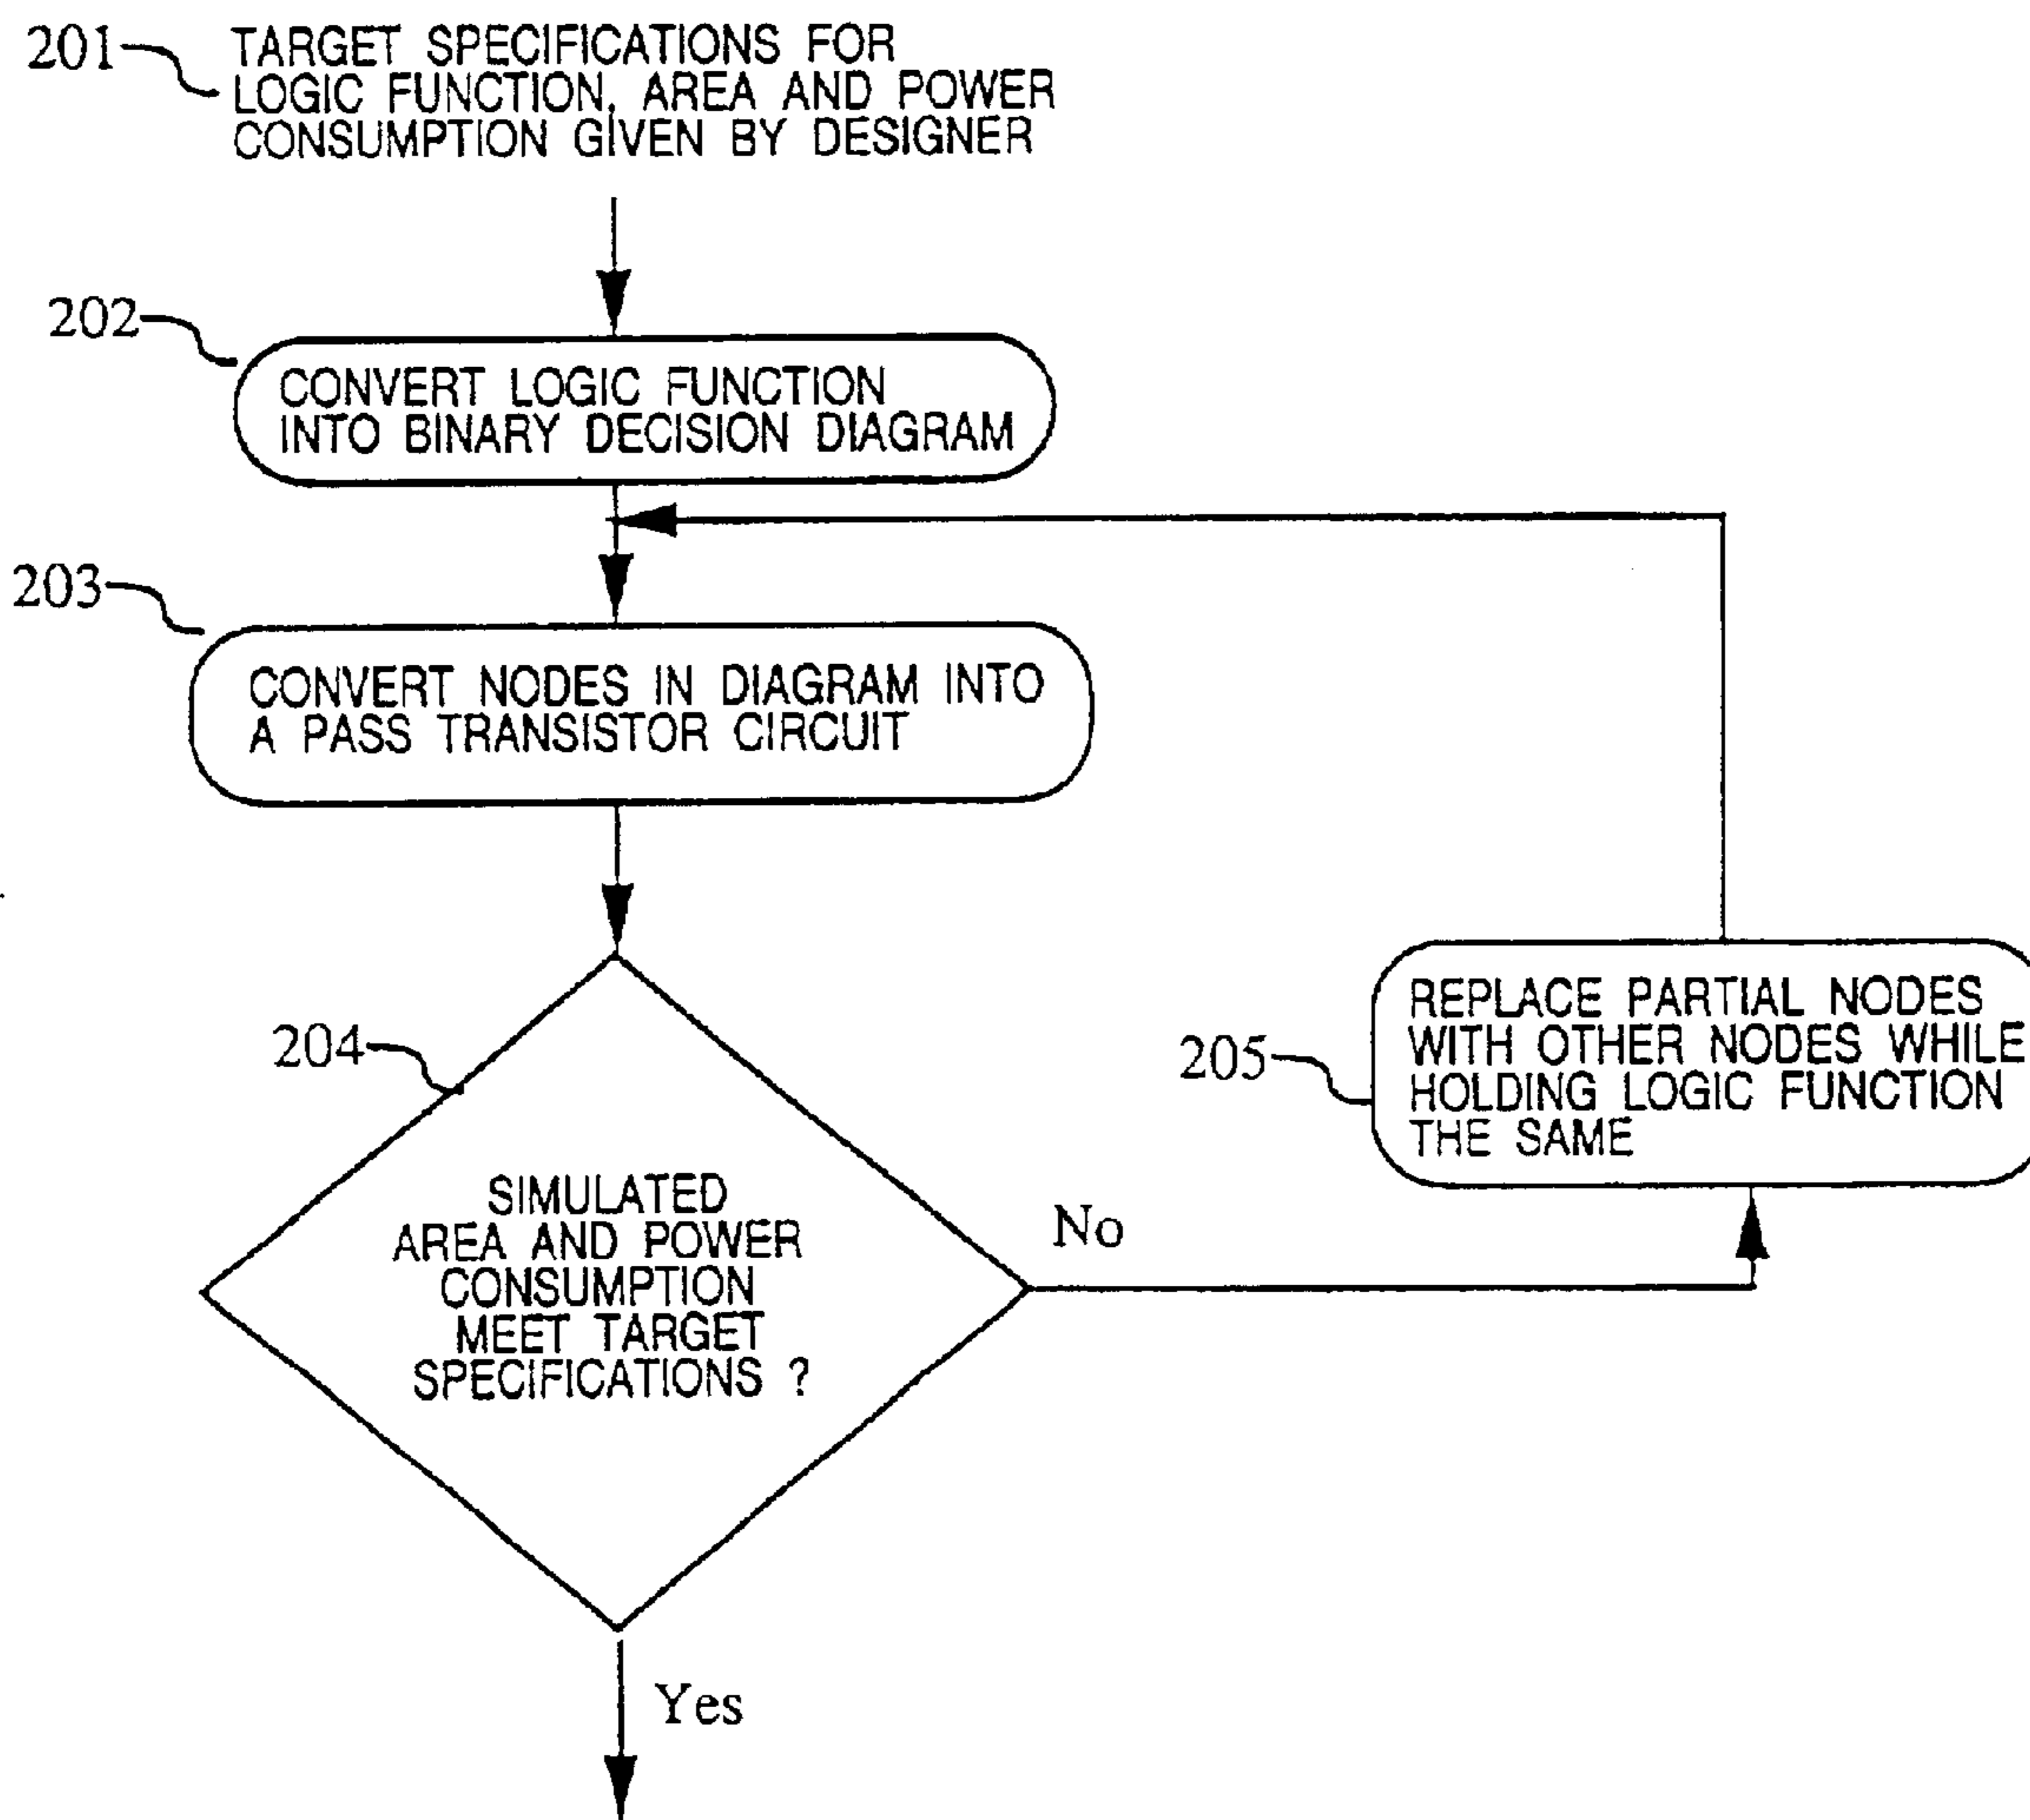 201
TARGET SPECIFICATIONS FOR
LOGIC FUNCTION, AREA AND POWER
CONSUMPTION GIVEN BY DESIGNER
202
CONVERT LOGIC FUNCTION
INTO BINARY DECISION DIAGRAM
203
CONVERT NODES IN DIAGRAM INTO
A PASS TRANSISTOR CIRCUIT
204
SIMULATED
AREA AND POWER
CONSUMPTION
MEET TARGET
SPECIFICATIONS ?
No
205
REPLACE PARTIAL NODES
WITH OTHER NODES WHILE
HOLDING LOGIC FUNCTION
THE SAME
Yes